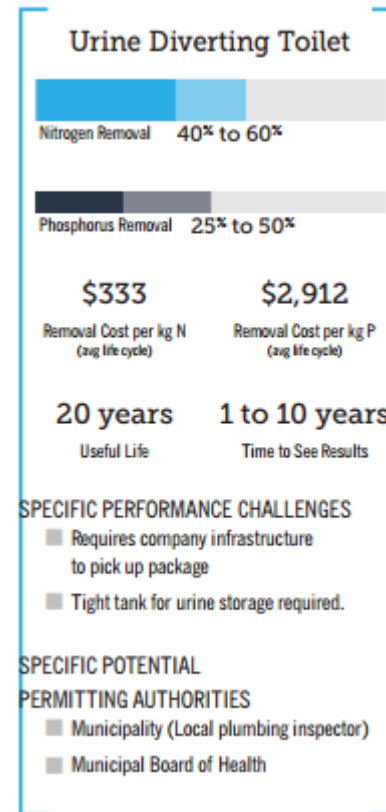 Urine Diverting Toilet
Nitrogen Removal 40% to 60%
Phosphorus Removal 25% to 50%
$333 $2,912
Removal Cost per kg N Removal Cost per kg P
(avg life cycle) (avg life cycle)
20 years 1 to 10 years
Useful Life Time to See Results
SPECIFIC PERFORMANCE CHALLENGES
Requires company infrastructure
to pick up package
Tight tank for urine storage required.
SPECIFIC POTENTIAL
PERMITTING AUTHORITIES
Municipality (Local plumbing inspector)
Municipal Board of Health